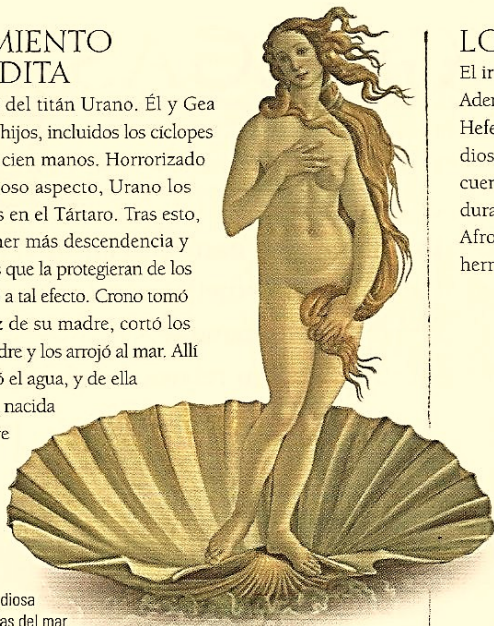 MIENTO
DITA
del titán Urano. Él y Gea
hijos, incluidos los cíclopes
cien manos. Horrorizado
oso aspecto, Urano los
s en el Tártaro. Tras esto,
ner más descendencia y
s que la protegieran de los
a tal efecto. Crono tomó
z de su madre, cortó los
dre y los arrojó al mar. Allí
ó el agua, y de ella
nacida
re
diosa
as del mar
LO
El ir
Ader
Hefe
dios
cuer
dura
Afro
herr